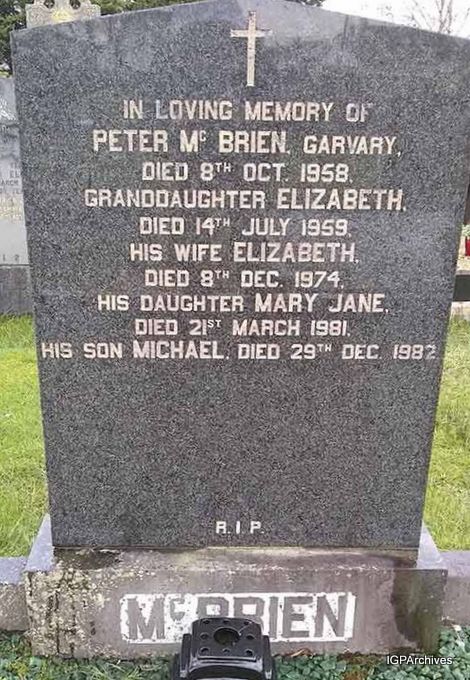 IN LOVING MEMORY OF
PETER Mᶜ BRIEN, GARVARY,
DIED 8TH OCT. 1958.
GRANDDAUGHTER ELIZABETH,
DIED 14TH JULY 1959.
HIS WIFE ELIZABETH,
DIED 8TH DEC. 1974.
HIS DAUGHTER MARY JANE,
DIED 21ST MARCH 1981.
HIS SON MICHAEL, DIED 29TH DEC. 1982
R.I.P.
MᶜBRIEN
IGPArchives